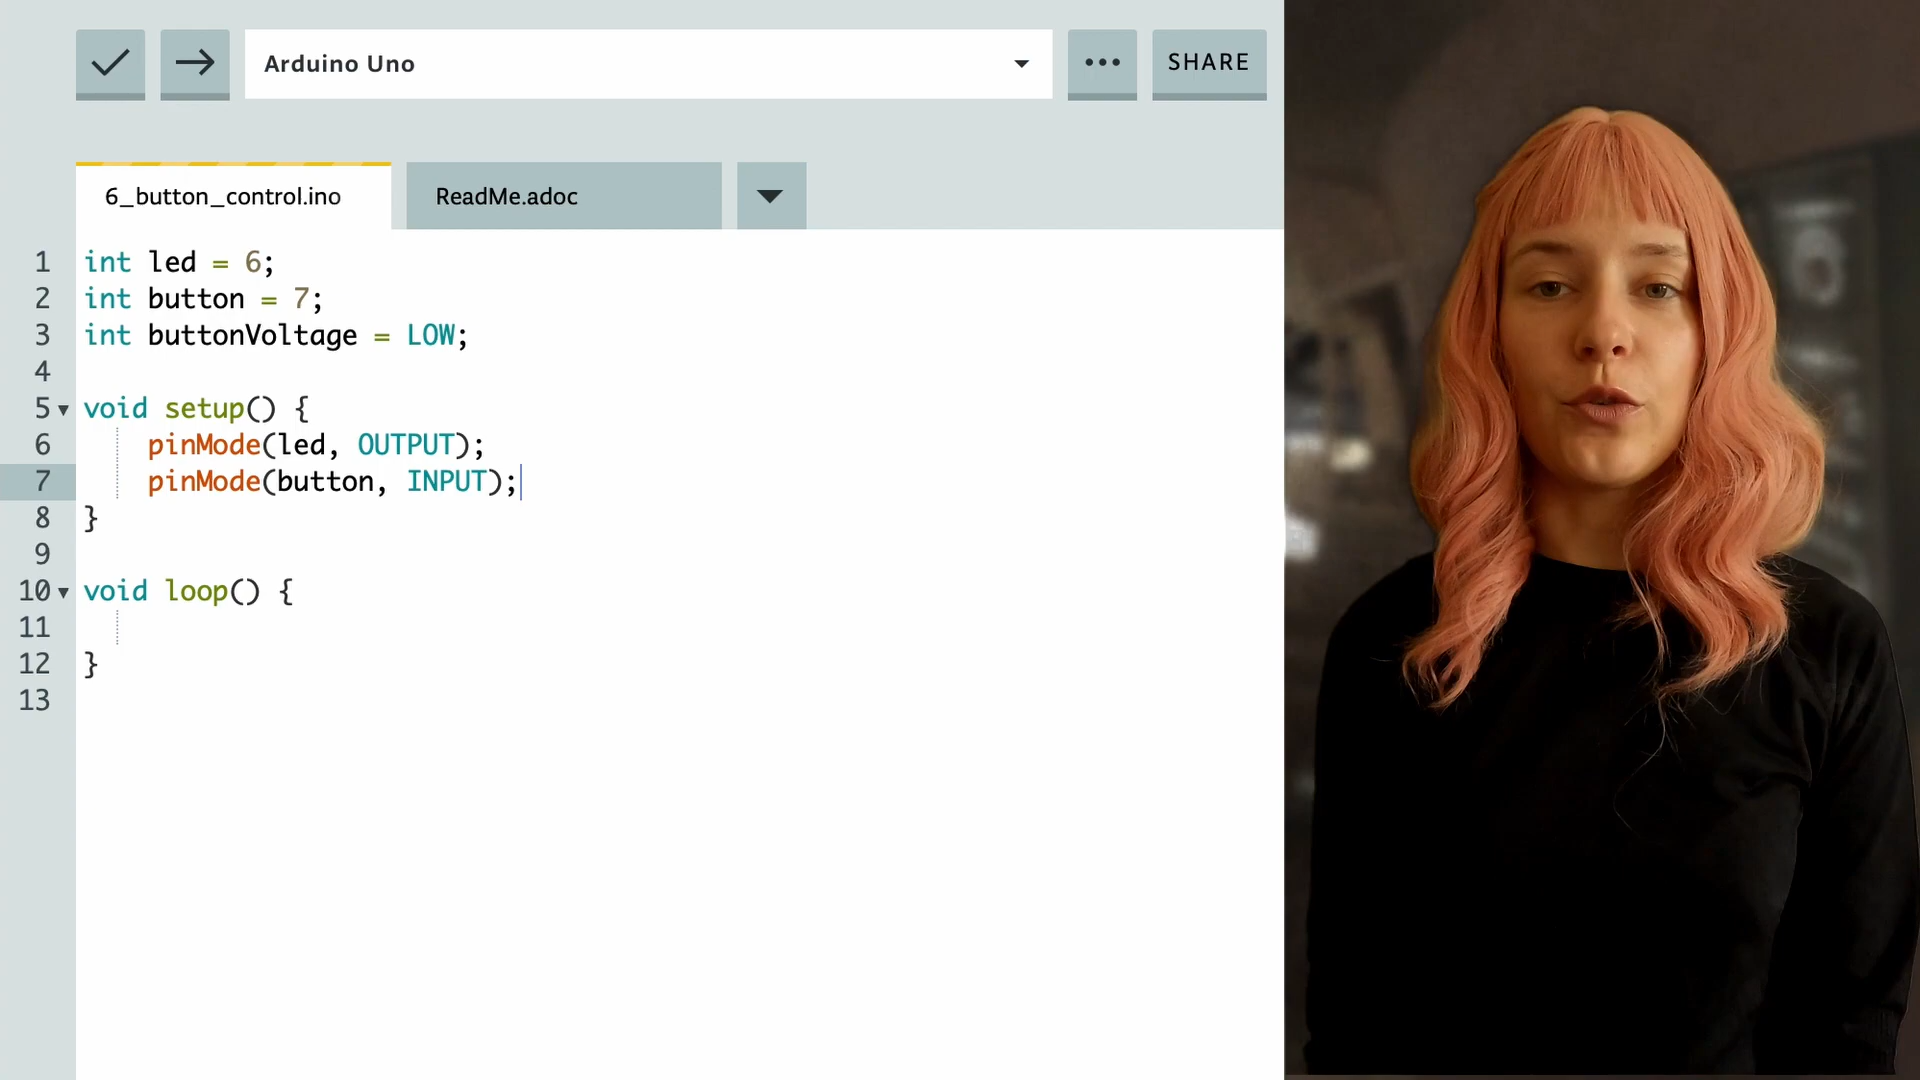 Arduino Uno
SHARE
6_button_control.ino
ReadMe.adoc
1 int led = 6;
2 int button = 7;
3 int buttonVoltage = LOW;
4
5 void setup() {
6 pinMode(led, OUTPUT);
7 pinMode(button, INPUT);
8 }
9
10 void loop() {
11
12 }
13